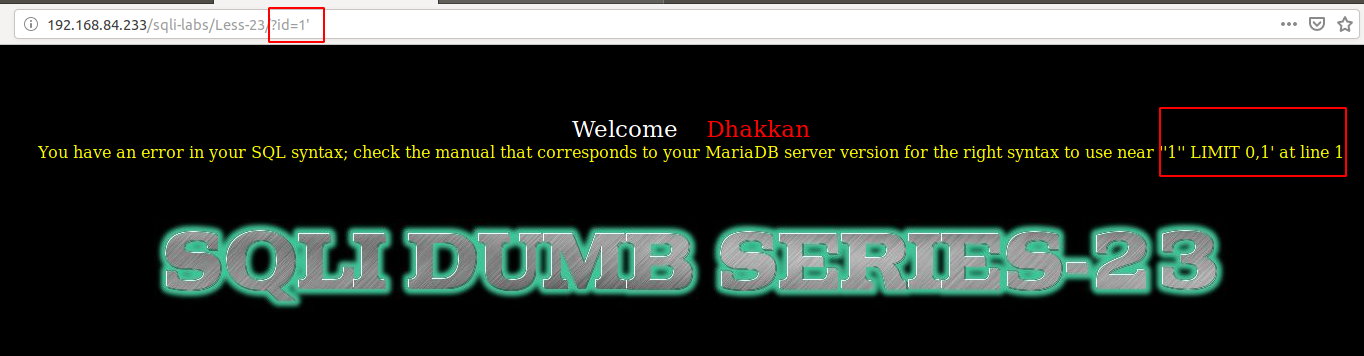 192.168.84.233/sqli-labs/Less-23/?id=1'
Welcome Dhakkan
You have an error in your SQL syntax; check the manual that corresponds to your MariaDB server version for the right syntax to use near ''1'' LIMIT 0,1' at line 1
SQLI DUMB SERIES-23